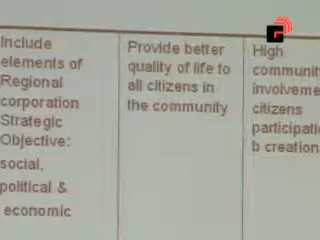 Include
elements of
Regional
corporation
Strategic
Objective:
social,
political &
economic
Provide better
quality of life to
all citizens in
the community
High
community
involveme
citizens
participati
b creation